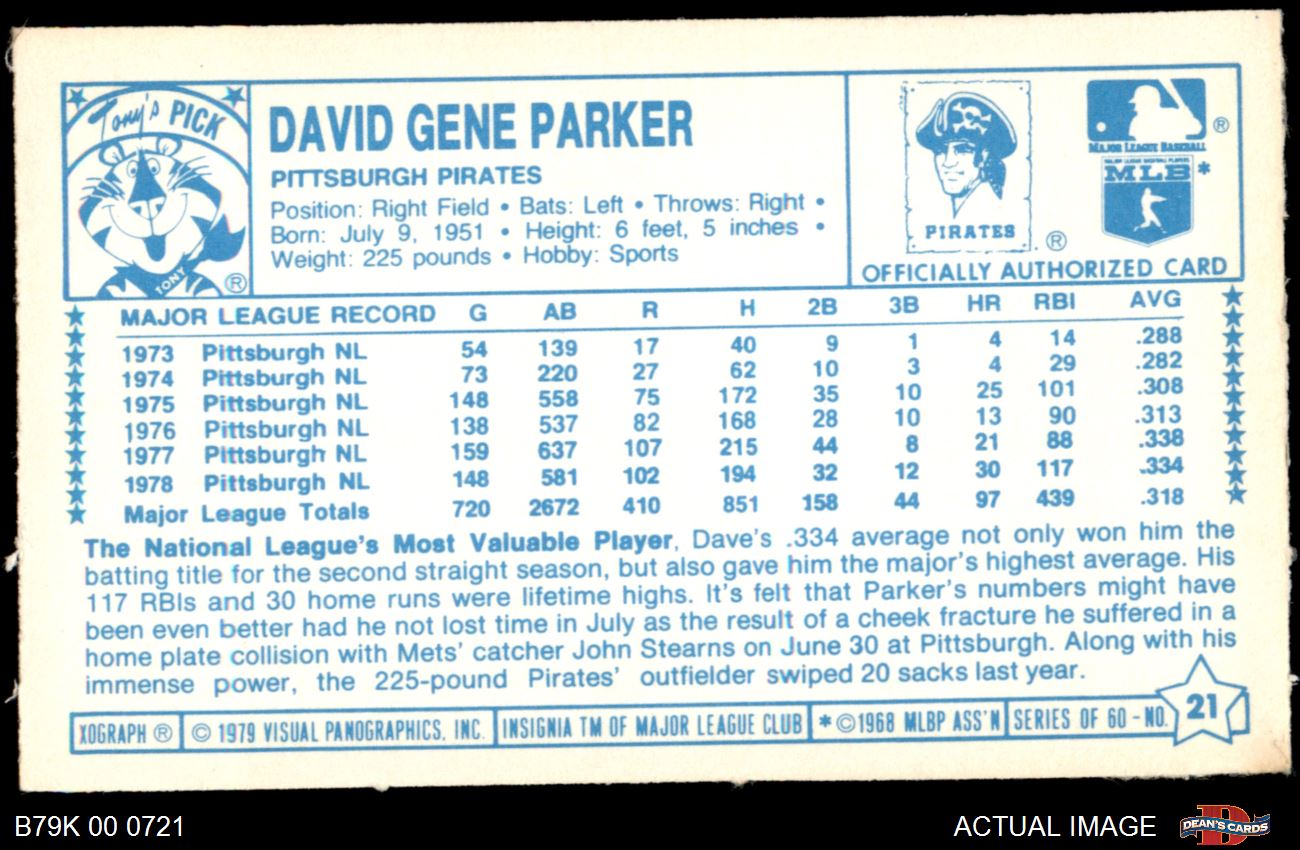 Tony's PICK
TONY
®
DAVID GENE PARKER
PITTSBURGH PIRATES
Position: Right Field • Bats: Left • Throws: Right •
Born: July 9, 1951 • Height: 6 feet, 5 inches •
Weight: 225 pounds • Hobby: Sports
PIRATES ®
MAJOR LEAGUE BASEBALL ®
MAJOR LEAGUE BASEBALL PLAYERS
MLB *
OFFICIALLY AUTHORIZED CARD
MAJOR LEAGUE RECORD G AB R H 2B 3B HR RBI AVG
1973 Pittsburgh NL 54 139 17 40 9 1 4 14 .288
1974 Pittsburgh NL 73 220 27 62 10 3 4 29 .282
1975 Pittsburgh NL 148 558 75 172 35 10 25 101 .308
1976 Pittsburgh NL 138 537 82 168 28 10 13 90 .313
1977 Pittsburgh NL 159 637 107 215 44 8 21 88 .338
1978 Pittsburgh NL 148 581 102 194 32 12 30 117 .334
Major League Totals 720 2672 410 851 158 44 97 439 .318
The National League's Most Valuable Player, Dave's .334 average not only won him the
batting title for the second straight season, but also gave him the major's highest average. His
117 RBIs and 30 home runs were lifetime highs. It's felt that Parker's numbers might have
been even better had he not lost time in July as the result of a cheek fracture he suffered in a
home plate collision with Mets' catcher John Stearns on June 30 at Pittsburgh. Along with his
immense power, the 225-pound Pirates' outfielder swiped 20 sacks last year.
XOGRAPH ® © 1979 VISUAL PANOGRAPHICS, INC. INSIGNIA TM OF MAJOR LEAGUE CLUB * ©1968 MLBP ASS'N SERIES OF 60 - NO. 21
B79K 00 0721
ACTUAL IMAGE
D
DEAN'S CARDS